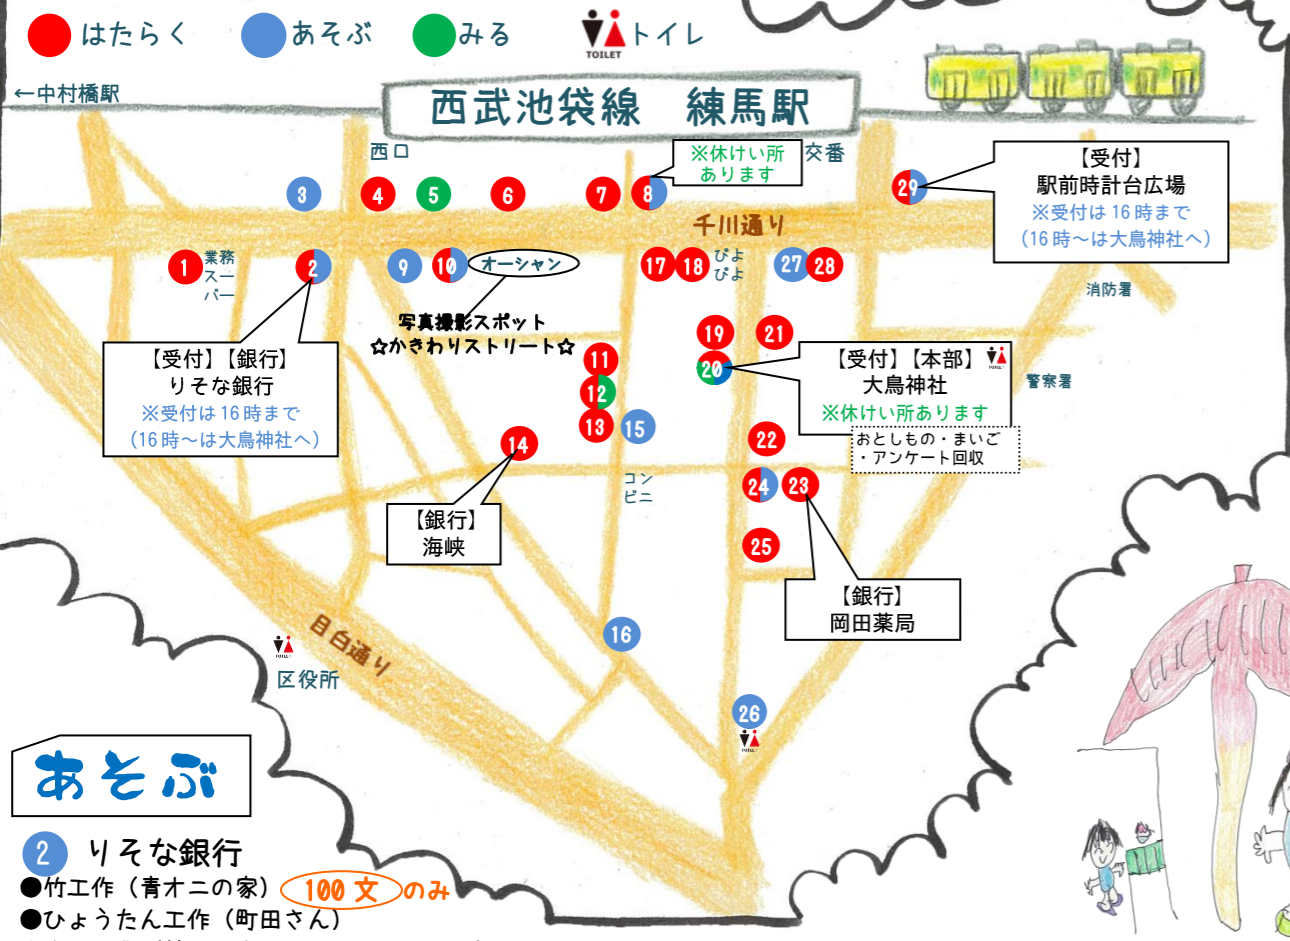 はたらく あそぶ みる トイレ
TOILET
←中村橋駅
西武池袋線 練馬駅
西口
※休けい所
あります
交番
【受付】
駅前時計台広場
※受付は16時まで
(16時～は大鳥神社へ)
3 4 5 6 7 8 29
千川通り
1 業務
スー
パー
2 9 10 オーシャン 17 18 ぴよ
ぴよ
27 28
消防署
写真撮影スポット
☆かきわりストリート☆
【受付】【銀行】
りそな銀行
※受付は16時まで
(16時～は大鳥神社へ)
11
12
13
14
15
19 21
20
【受付】【本部】
大鳥神社
※休けい所あります
おとしもの・まいご
・アンケート回収
警察署
22
コン
ビニ
24 23
【銀行】
海峡
25
【銀行】
岡田薬局
16
目白通り
区役所
26
あそぶ
2 りそな銀行
●竹工作（青オニの家） 100文のみ
●ひょうたん工作（町田さん）